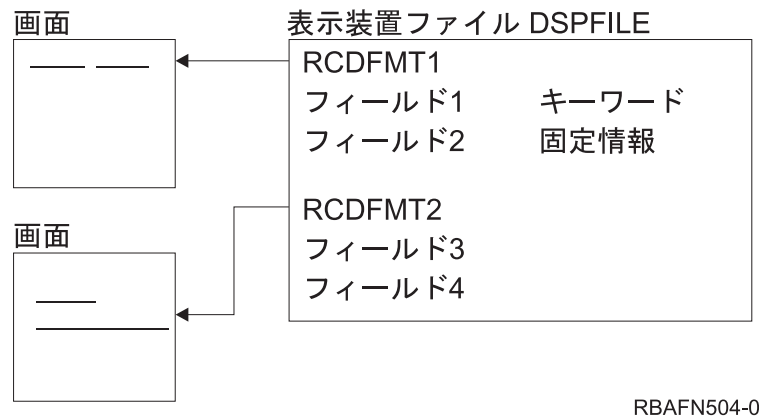 画面
表示装置ファイル DSPFILE
RCDFMT1
フィールド1 キーワード
フィールド2 固定情報
RCDFMT2
フィールド3
フィールド4
画面
RBAFN504-0